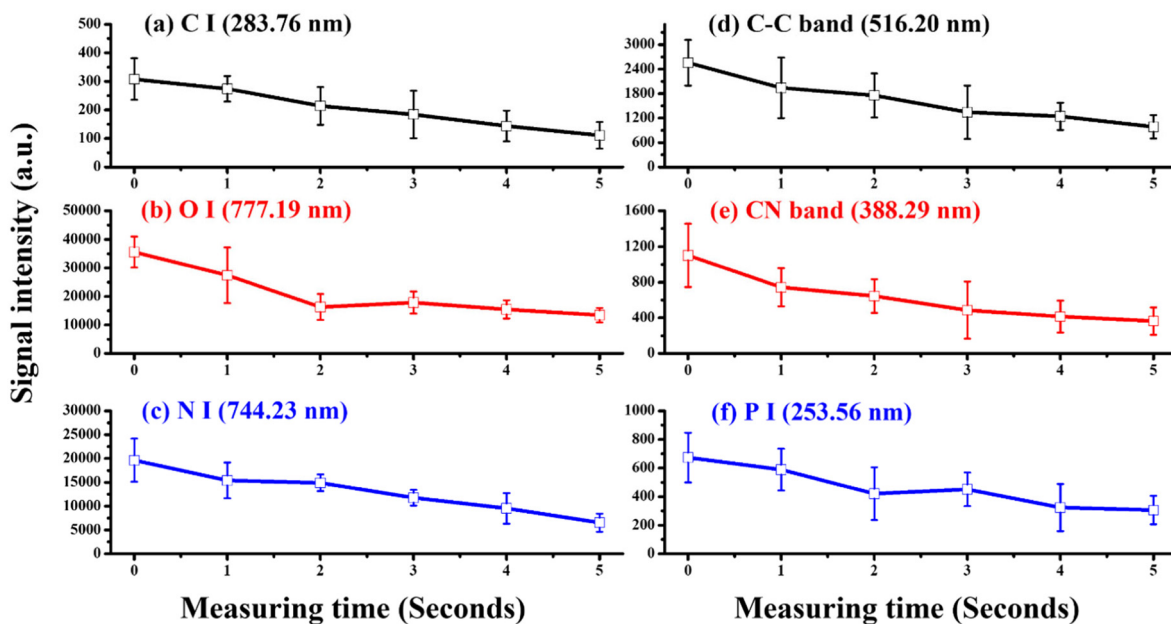 Signal intensity (a.u.)
(a) C I (283.76 nm)
500
400
300
200
100
0
0 1 2 3 4 5
(b) O I (777.19 nm)
50000
40000
30000
20000
10000
0
0 1 2 3 4 5
(c) N I (744.23 nm)
30000
25000
20000
15000
10000
5000
0
0 1 2 3 4 5
Measuring time (Seconds)
(d) C-C band (516.20 nm)
3000
2400
1800
1200
600
0
0 1 2 3 4 5
(e) CN band (388.29 nm)
1600
1200
800
400
0
0 1 2 3 4 5
(f) P I (253.56 nm)
1000
800
600
400
200
0
0 1 2 3 4 5
Measuring time (Seconds)